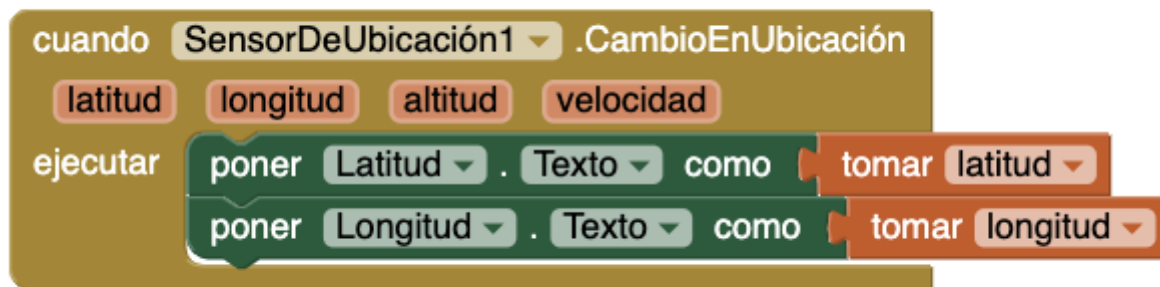 cuando SensorDeUbicación1 .CambioEnUbicación
latitud longitud altitud velocidad
ejecutar poner Latitud . Texto como tomar latitud
poner Longitud . Texto como tomar longitud